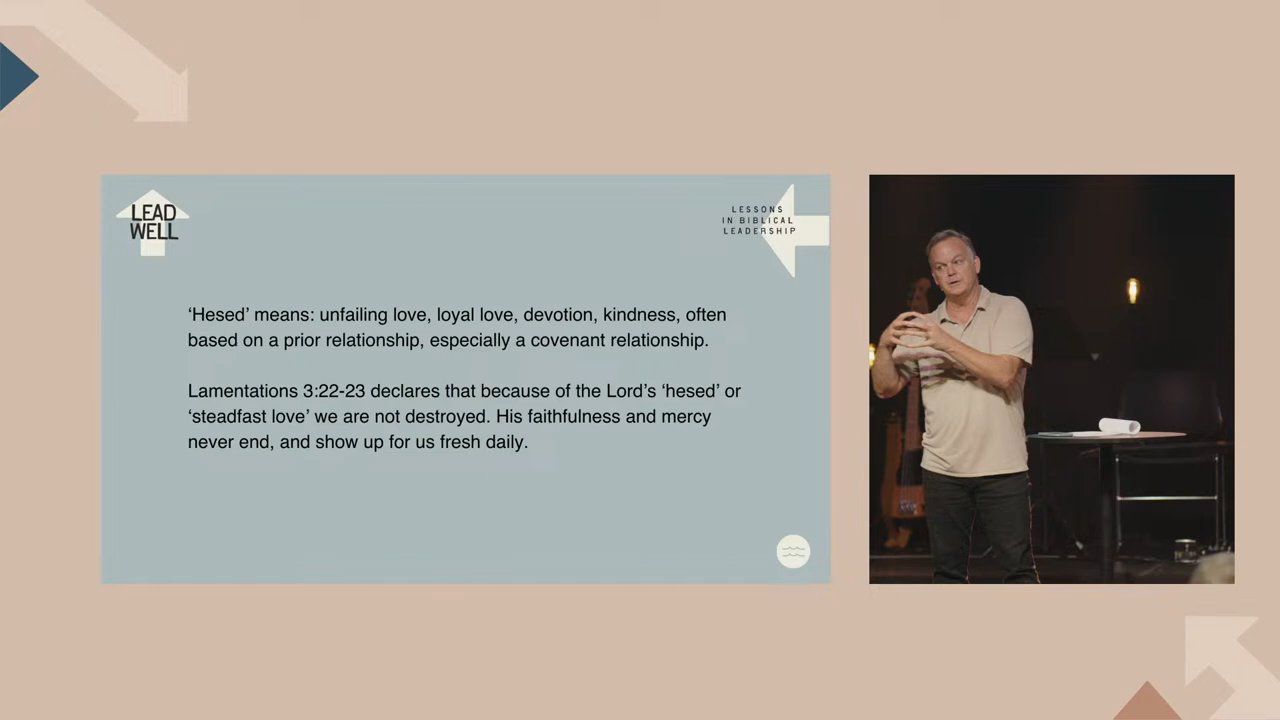 LEAD
WELL
LESSONS
IN BIBLICAL
LEADERSHIP
‘Hesed’ means: unfailing love, loyal love, devotion, kindness, often
based on a prior relationship, especially a covenant relationship.
Lamentations 3:22-23 declares that because of the Lord’s ‘hesed’ or
‘steadfast love’ we are not destroyed. His faithfulness and mercy
never end, and show up for us fresh daily.